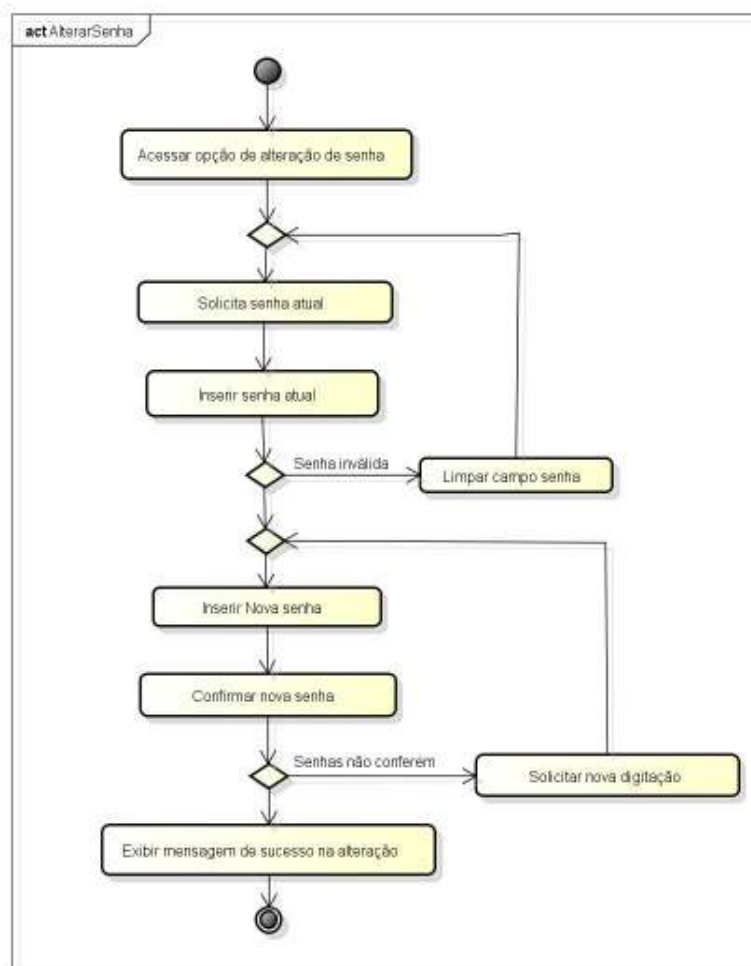 act AlterarSenha
Acessar opção de alteração de senha
Solicita senha atual
Inserir senha atual
Senha inválida
Limpar campo senha
Inserir Nova senha
Confirmar nova senha
Senhas não conferem
Solicitar nova digitação
Exibir mensagem de sucesso na alteração